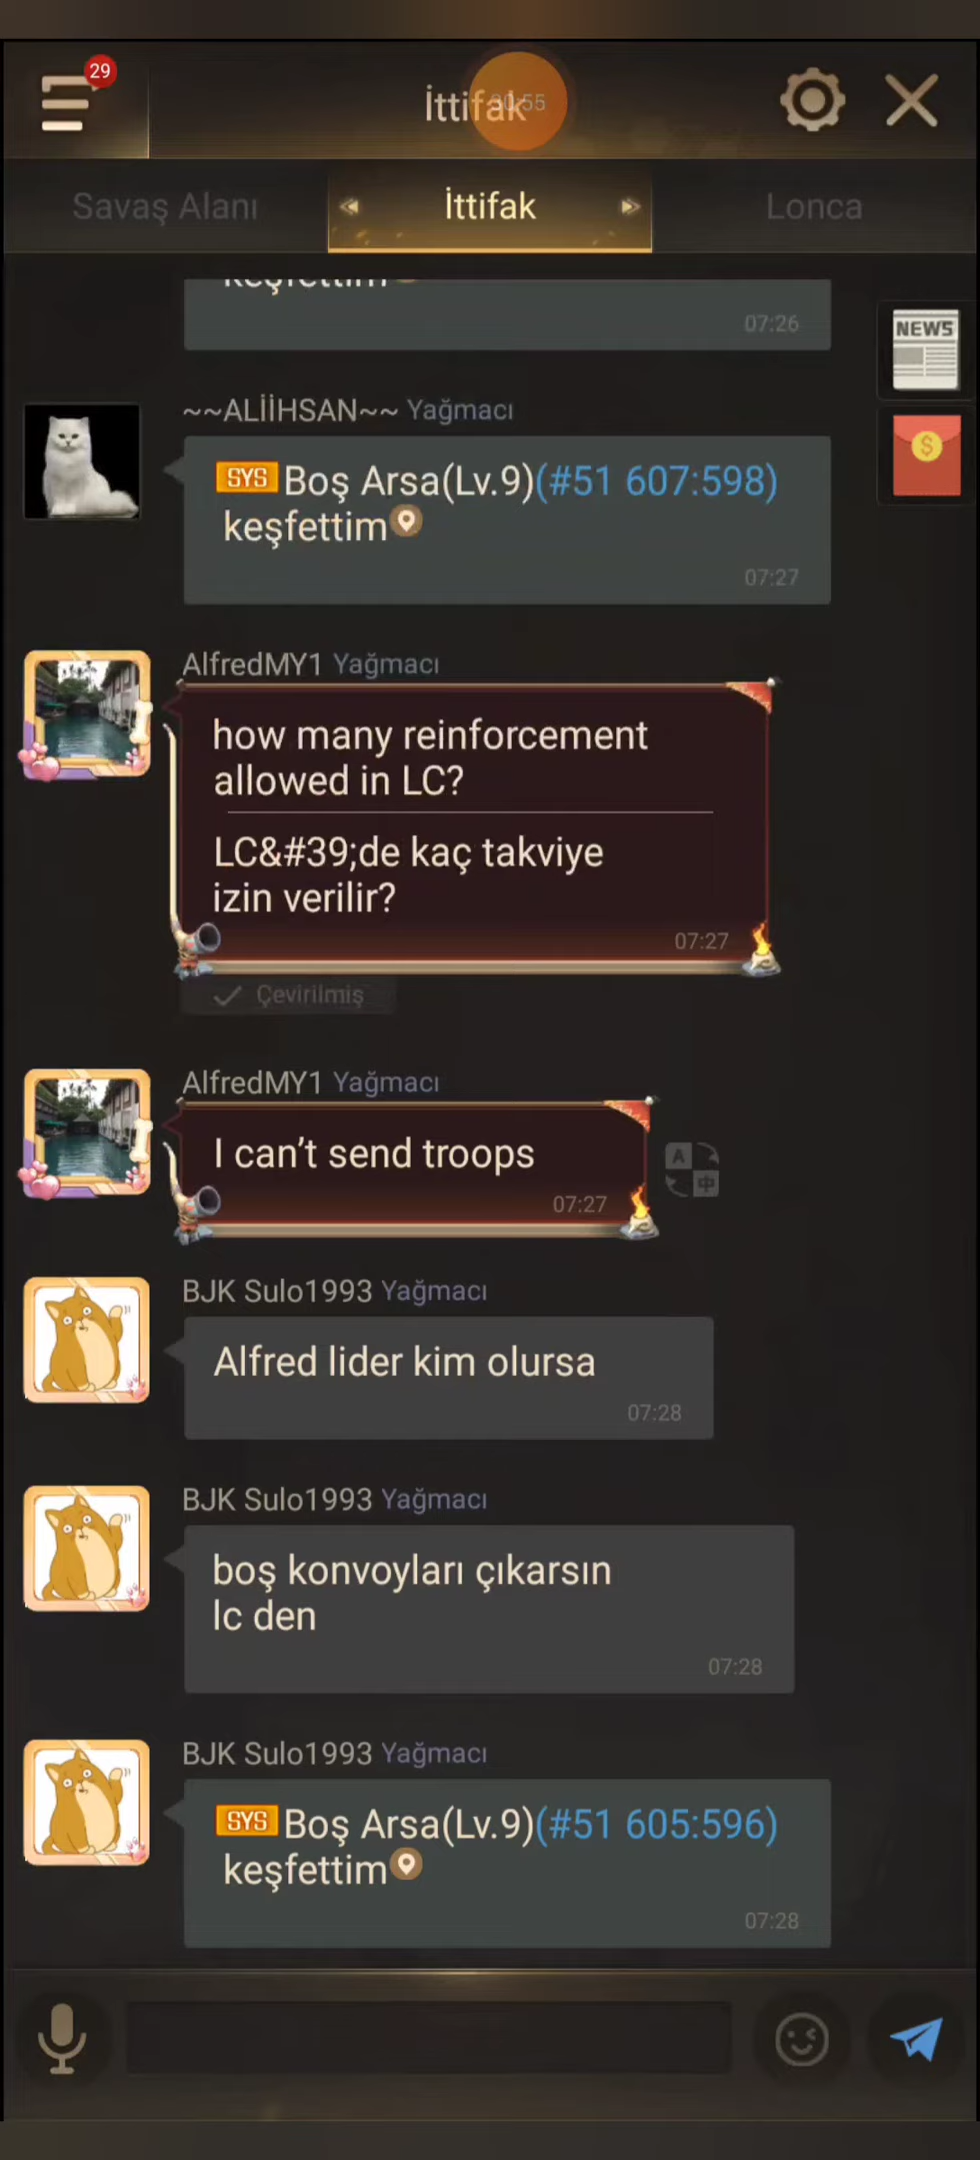 29
İttifak
Savaş Alanı
İttifak
Lonca
keşfettim
07:26
NEWS
~~ALİİHSAN~~ Yağmacı
SYS Boş Arsa(Lv.9)(#51 607:598)
keşfettim
07:27
AlfredMY1 Yağmacı
how many reinforcement
allowed in LC?
LC&#39;de kaç takviye
izin verilir?
07:27
Çevirilmiş
AlfredMY1 Yağmacı
I can’t send troops
A
中
07:27
BJK Sulo1993 Yağmacı
Alfred lider kim olursa
07:28
BJK Sulo1993 Yağmacı
boş konvoyları çıkarsın
lc den
07:28
BJK Sulo1993 Yağmacı
SYS Boş Arsa(Lv.9)(#51 605:596)
keşfettim
07:28